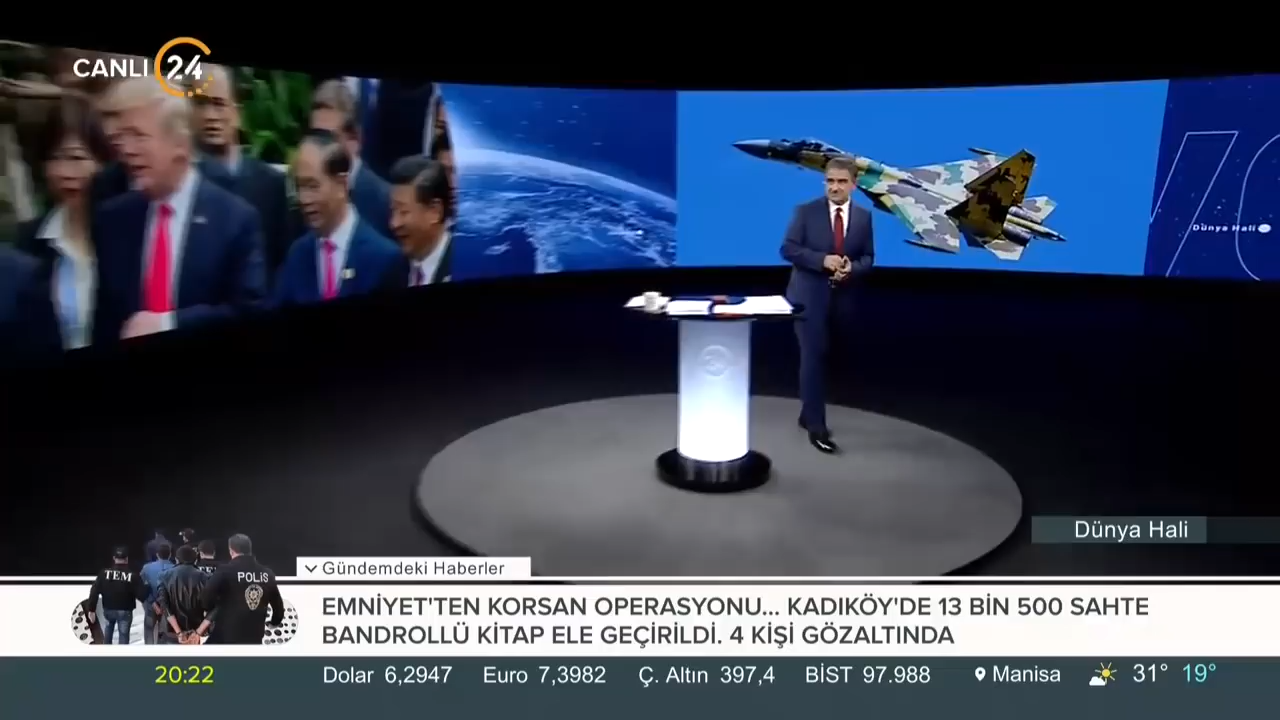 CANLI 24
Dünya Hali
Dünya Hali
TEM
POLİS
Gündemdeki Haberler
EMNİYET'TEN KORSAN OPERASYONU... KADIKÖY'DE 13 BİN 500 SAHTE
BANDROLLÜ KİTAP ELE GEÇİRİLDİ. 4 KİŞİ GÖZALTINDA
20:22 Dolar 6,2947 Euro 7,3982 Ç. Altın 397,4 BİST 97.988 Manisa 31° 19°